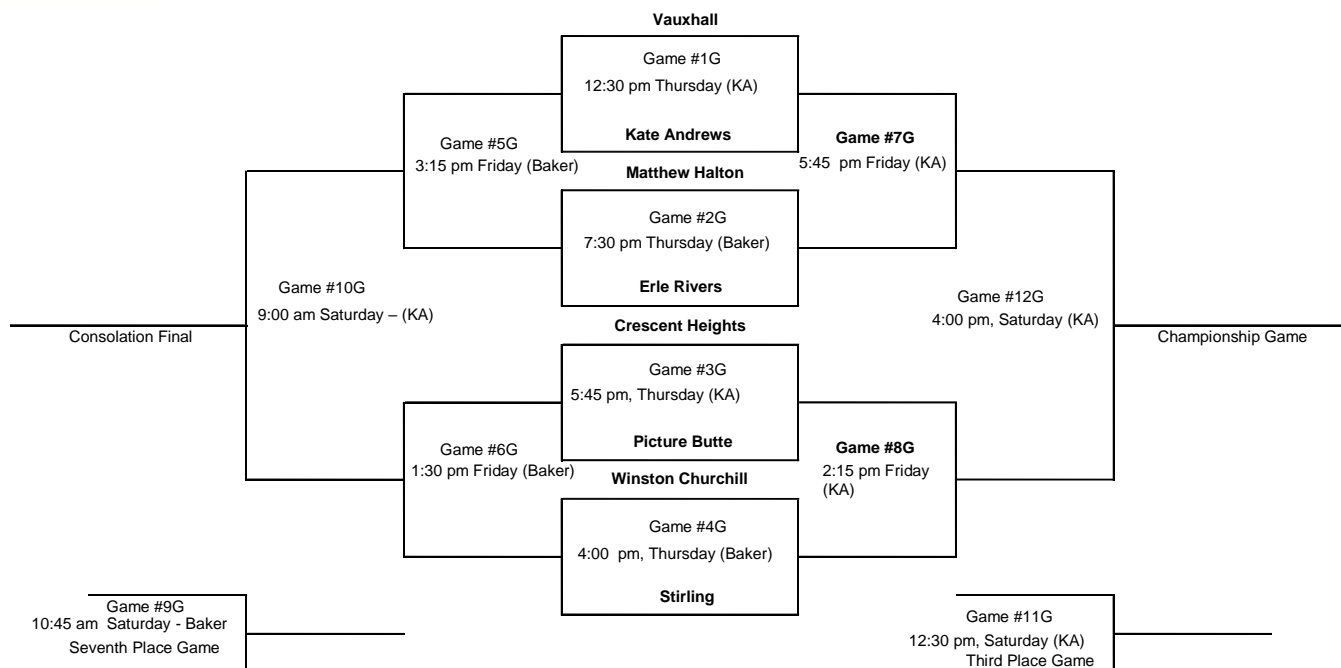 Vauxhall
Game #1G
12:30 pm Thursday (KA)
Kate Andrews
Game #5G
3:15 pm Friday (Baker)
Game #7G
5:45 pm Friday (KA)
Matthew Halton
Game #2G
7:30 pm Thursday (Baker)
Erle Rivers
Game #10G
9:00 am Saturday – (KA)
Consolation Final
Game #12G
4:00 pm, Saturday (KA)
Championship Game
Crescent Heights
Game #3G
5:45 pm, Thursday (KA)
Picture Butte
Game #6G
1:30 pm Friday (Baker)
Game #8G
2:15 pm Friday
(KA)
Winston Churchill
Game #4G
4:00 pm, Thursday (Baker)
Stirling
Game #9G
10:45 am Saturday - Baker
Seventh Place Game
Game #11G
12:30 pm, Saturday (KA)
Third Place Game